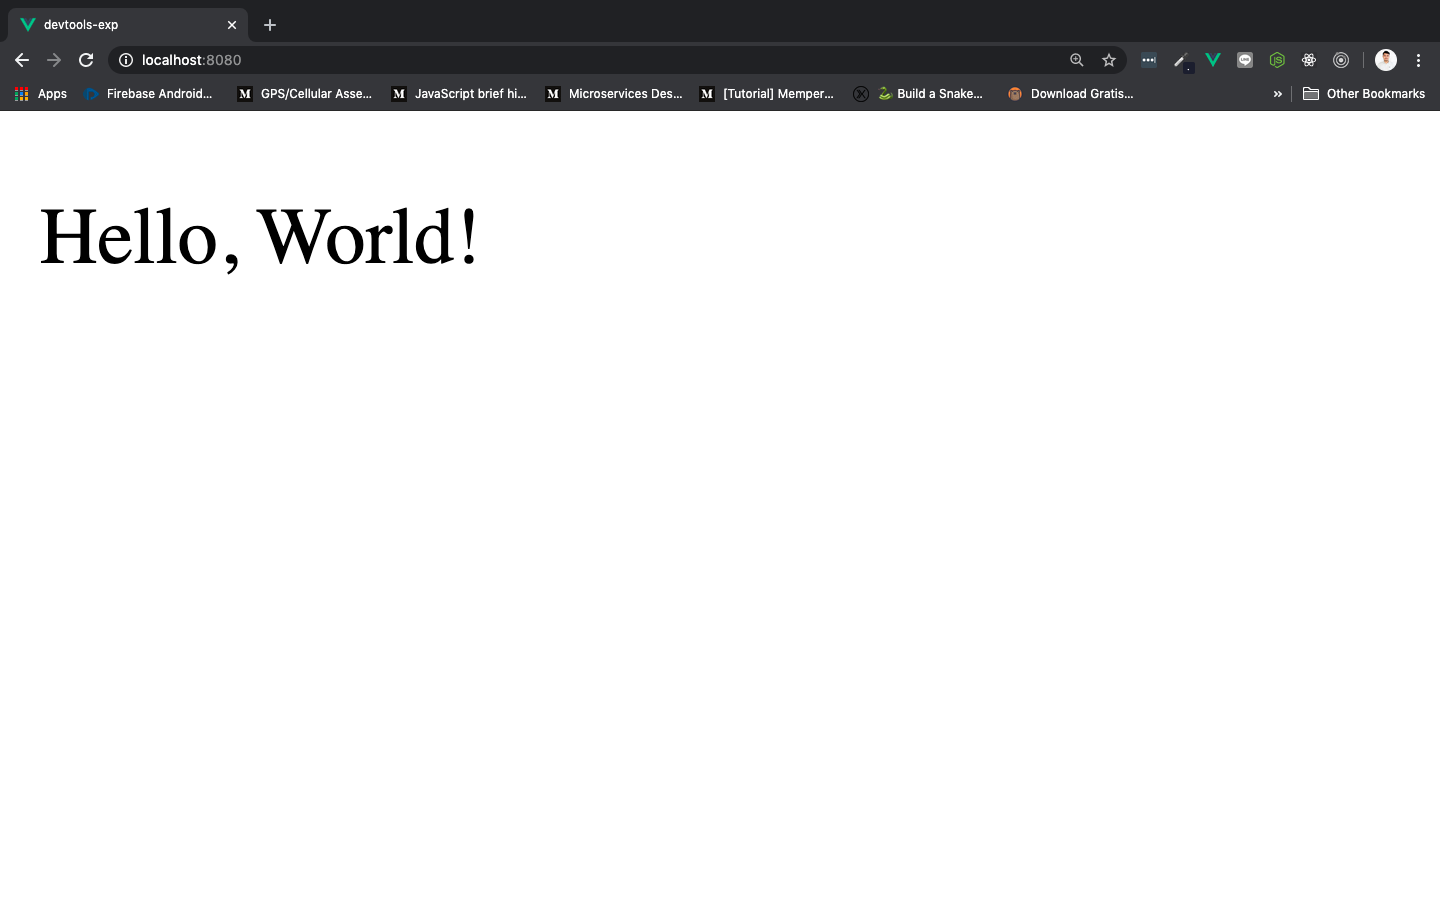 devtools-exp
localhost:8080
Apps Firebase Android... GPS/Cellular Asse... JavaScript brief hi... Microservices Des... [Tutorial] Memper... Build a Snake... Download Gratis... » Other Bookmarks
Hello, World!